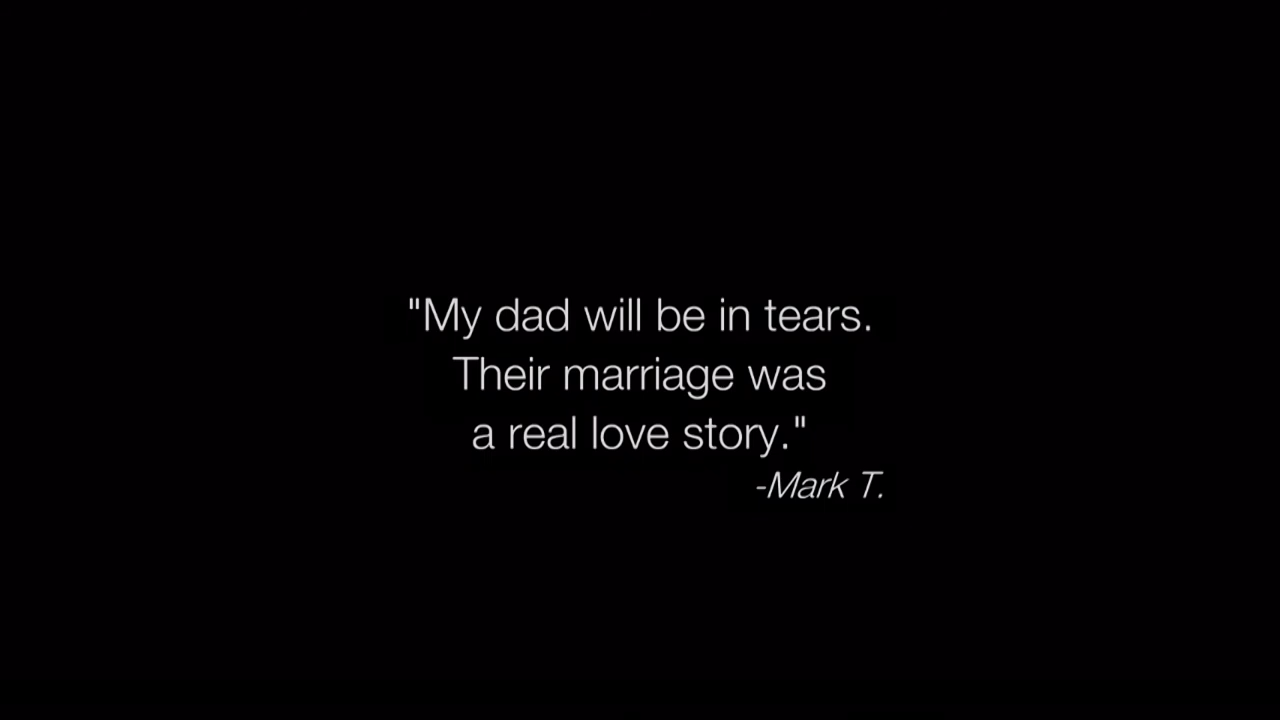 "My dad will be in tears.
Their marriage was
a real love story."
-Mark T.